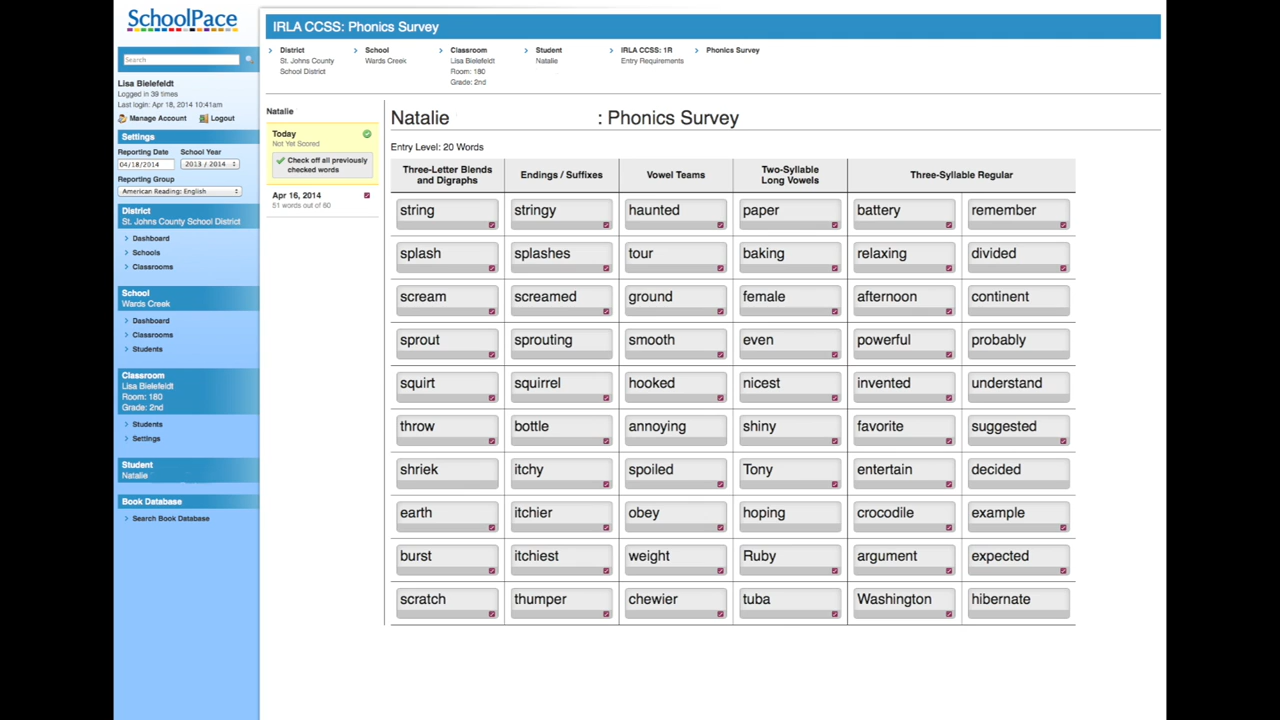 SchoolPace
Search
Lisa Bielefeldt
Logged in 39 times
Last login: Apr 18, 2014 10:41am
Manage Account Logout
Settings
Reporting Date School Year
04/18/2014 2013 / 2014
Reporting Group
American Reading: English
District
St. Johns County School District
Dashboard
Schools
Classrooms
School
Wards Creek
Dashboard
Classrooms
Students
Classroom
Lisa Bielefeldt
Room: 180
Grade: 2nd
Students
Settings
Student
Natalie
Book Database
Search Book Database
IRLA CCSS: Phonics Survey
District School Classroom Student IRLA CCSS: 1R Phonics Survey
St. Johns County Wards Creek Lisa Bielefeldt Natalie Entry Requirements
School District Room: 180
Grade: 2nd
Natalie
Today
Not Yet Scored
Check off all previously
checked words
Apr 16, 2014
51 words out of 60
Natalie : Phonics Survey
Entry Level: 20 Words
Three-Letter Blends and Digraphs Endings / Suffixes Vowel Teams Two-Syllable Long Vowels Three-Syllable Regular
string stringy haunted paper battery remember
splash splashes tour baking relaxing divided
scream screamed ground female afternoon continent
sprout sprouting smooth even powerful probably
squirt squirrel hooked nicest invented understand
throw bottle annoying shiny favorite suggested
shriek itchy spoiled Tony entertain decided
earth itchier obey hoping crocodile example
burst itchiest weight Ruby argument expected
scratch thumper chewier tuba Washington hibernate